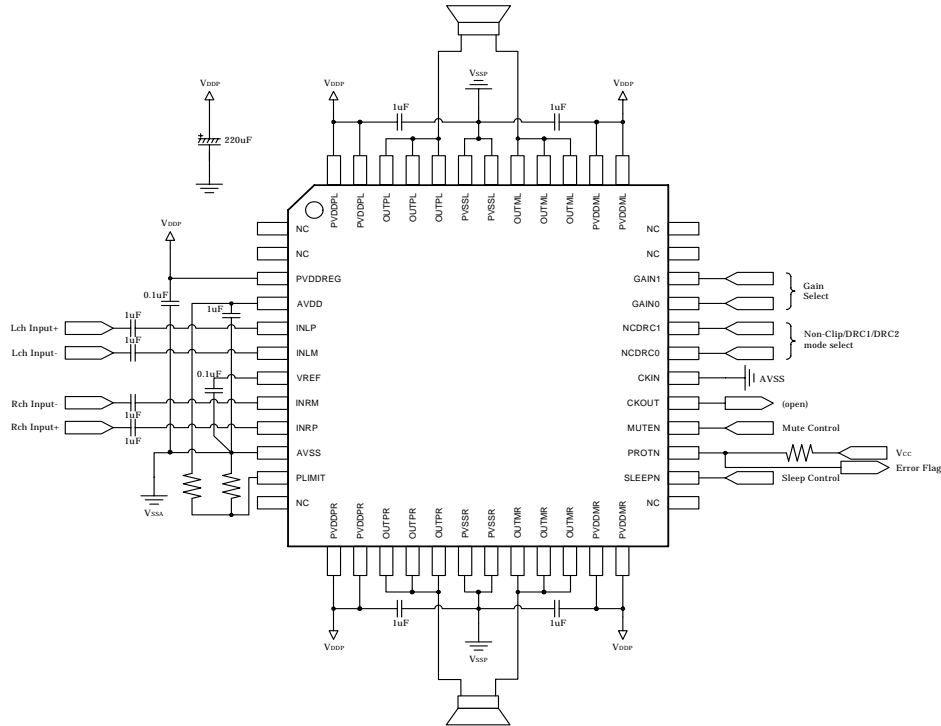 VSSP
VDDP
VDDP
VDDP
1uF
1uF
220uF
PVDDPL
PVDDPL
OUTPL
OUTPL
OUTPL
PVSSL
PVSSL
OUTML
OUTML
OUTML
PVDDML
PVDDML
VDDP
NC
NC
NC
NC
PVDDREG
GAIN1
Gain
Select
0.1uF
AVDD
GAIN0
1uF
1uF
Lch Input+
INLP
NCDRC1
Non-Clip/DRC1/DRC2
mode select
1uF
Lch Input-
INLM
NCDRC0
0.1uF
VREF
CKIN
AVSS
Rch Input-
INRM
CKOUT
(open)
1uF
Rch Input+
INRP
MUTEN
Mute Control
1uF
AVSS
PROTN
VCC
Error Flag
PLIMIT
SLEEPN
Sleep Control
VSSA
NC
NC
PVDDPR
PVDDPR
OUTPR
OUTPR
OUTPR
PVSSR
PVSSR
OUTMR
OUTMR
OUTMR
PVDDMR
PVDDMR
1uF
1uF
VDDP
VSSP
VDDP